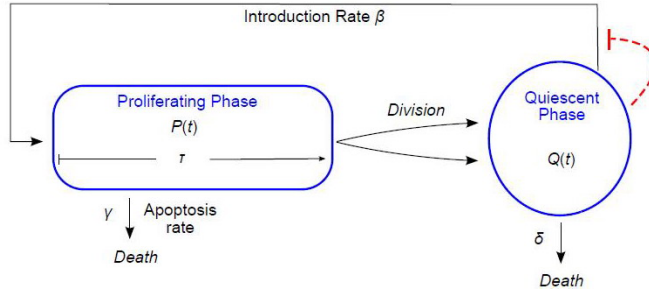 Introduction Rate β
Proliferating Phase
P(t)
τ
Division
Quiescent
Phase
Q(t)
γ
Apoptosis
rate
Death
δ
Death